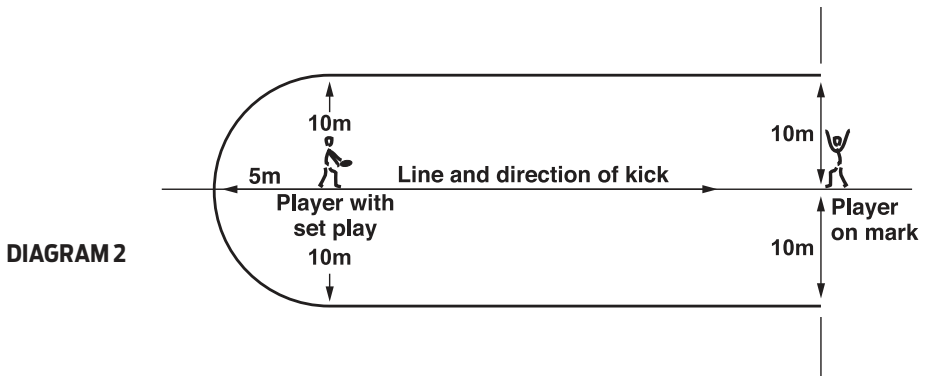 10m
10m
5m
Line and direction of kick
Player with
set play
Player
on mark
DIAGRAM 2
10m
10m